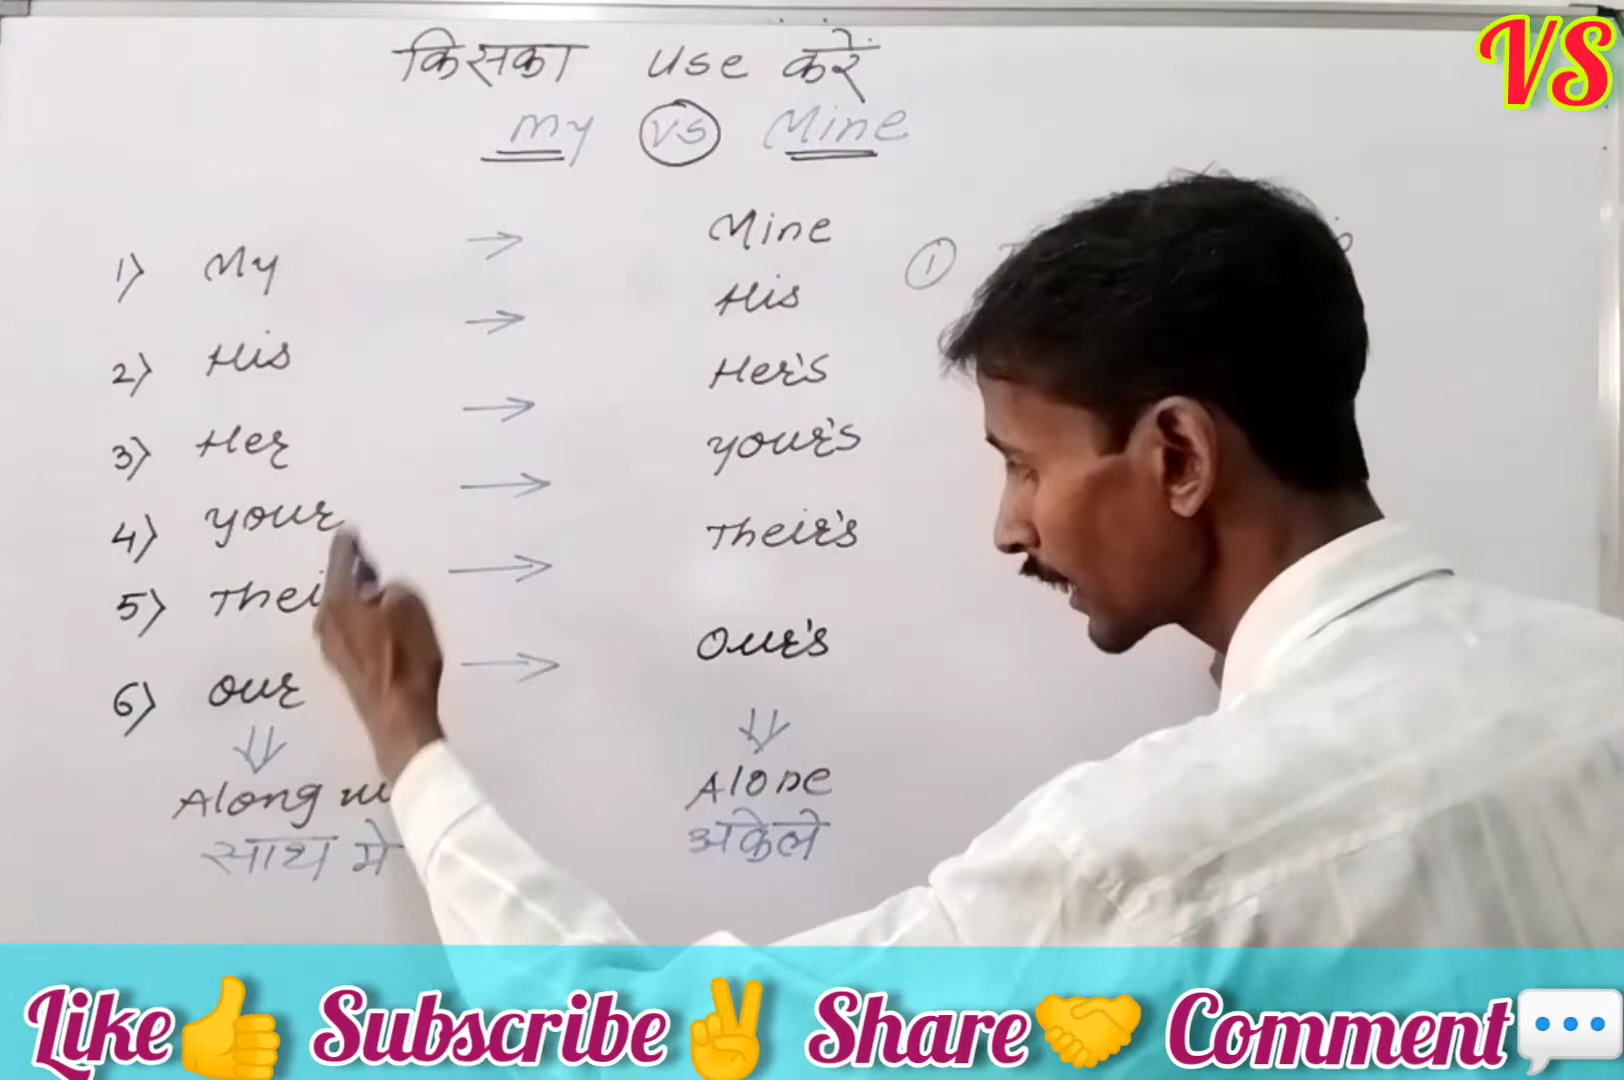 VS
किसका use करें
My VS Mine
1) My → Mine
2) His → His
3) Her → Her's
4) your → your's
5) Thei → Their's
6) our → Our's
Along Alone
साथ मे अकेले
①
Like👍 Subscribe✌️ Share🤝 Comment💬